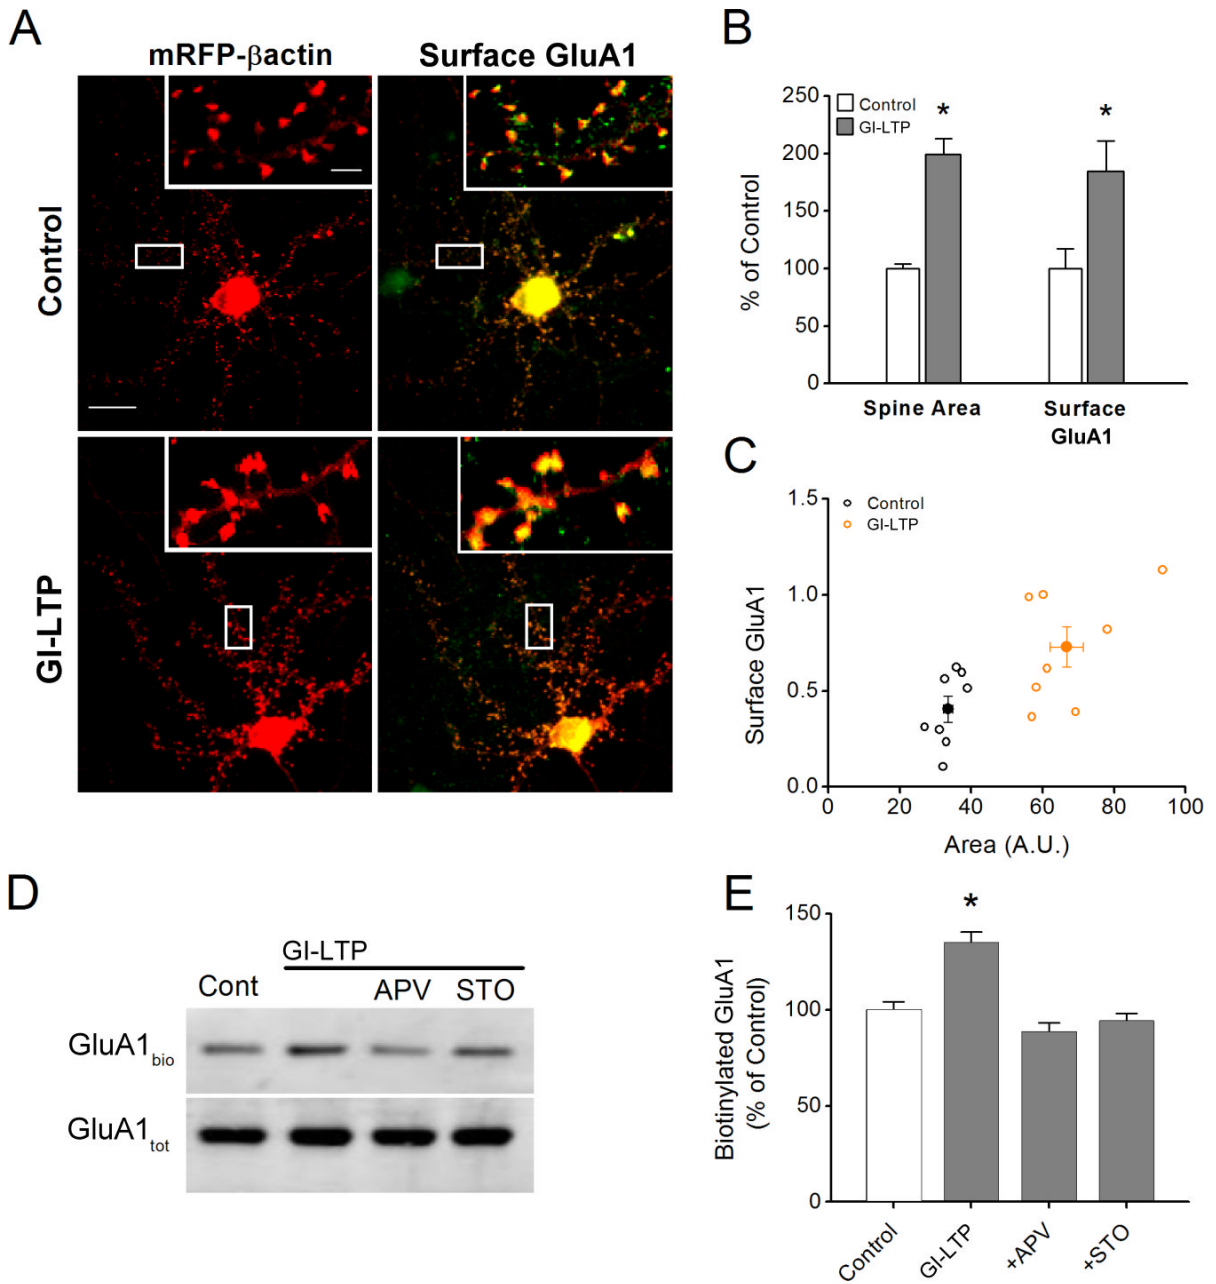 A
mRFP-βactin
Surface GluA1
Control
GI-LTP
B
250
200
150
100
50
0
% of Control
Control
GI-LTP
*
*
Spine Area
Surface
GluA1
C
1.5
1.0
0.5
0.0
Surface GluA1
Control
GI-LTP
0
20
40
60
80
100
Area (A.U.)
D
GI-LTP
Cont
APV
STO
GluA1bio
GluA1tot
E
150
100
50
0
Biotinylated GluA1
(% of Control)
*
Control
GI-LTP
+APV
+STO